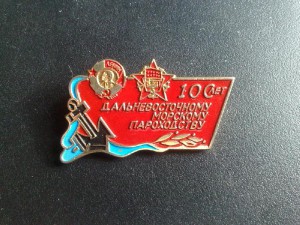 100 лет
ДАЛЬНЕВОСТОЧНОМУ
МОРСКОМУ
ПАРОХОДСТВУ